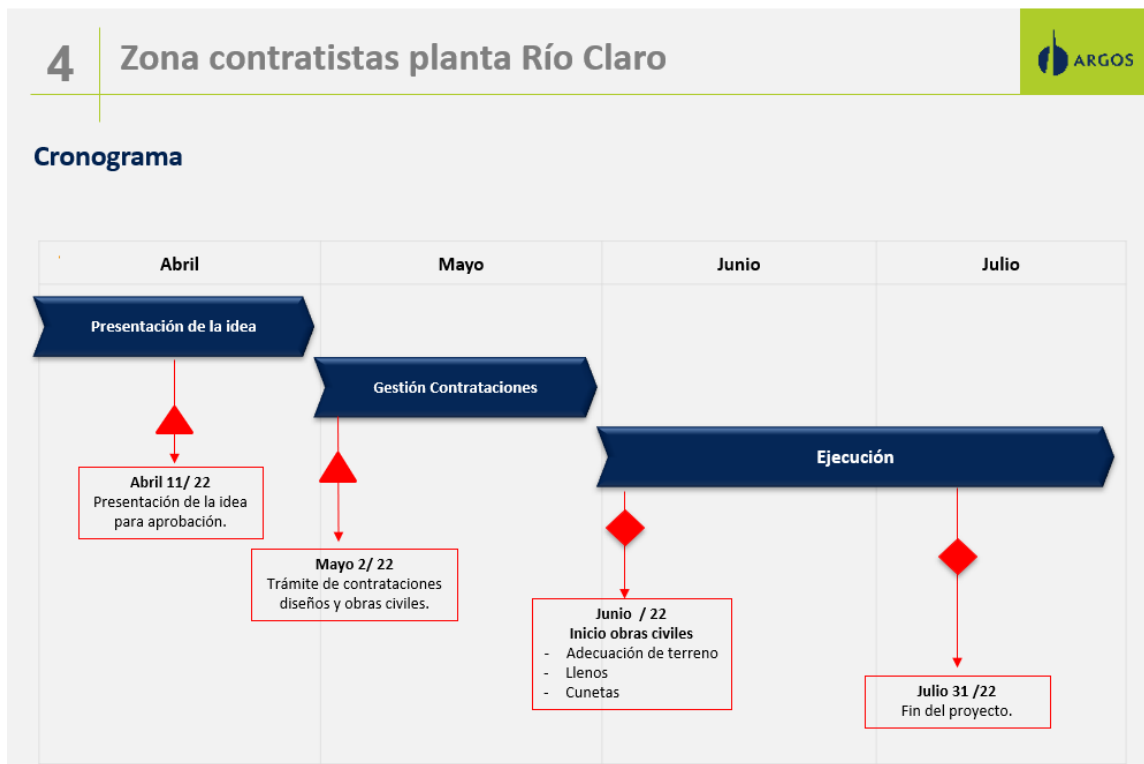 4
Zona contratistas planta Río Claro
ARGOS
Cronograma
Abril
Mayo
Junio
Julio
Presentación de la idea
Gestión Contrataciones
Ejecución
Abril 11/ 22
Presentación de la idea
para aprobación.
Mayo 2/ 22
Trámite de contrataciones
diseños y obras civiles.
Junio / 22
Inicio obras civiles
- Adecuación de terreno
- Llenos
- Cunetas
Julio 31 /22
Fin del proyecto.